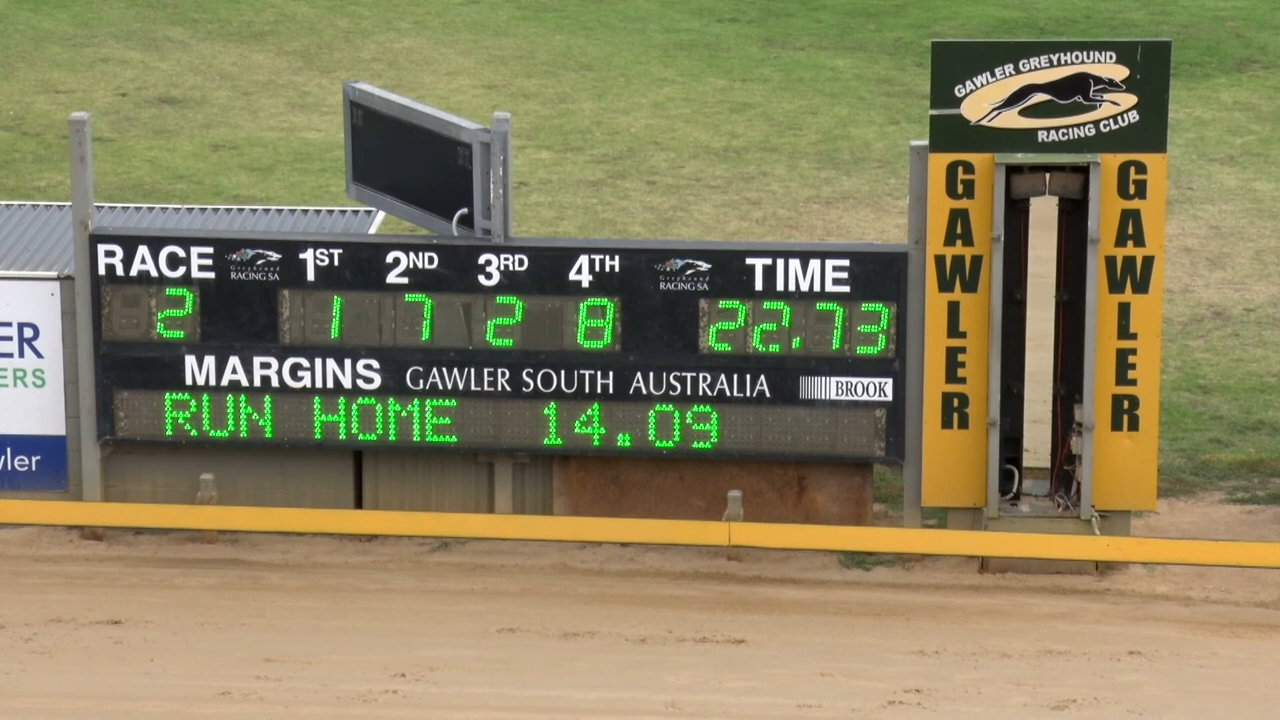 GAWLER GREYHOUND
RACING CLUB
GAWLER
GAWLER
RACE
Greyhound
RACING SA
1ST 2ND 3RD 4TH
Greyhound
RACING SA
TIME
2 1 7 2 8 22.73
MARGINS GAWLER SOUTH AUSTRALIA BROOK
RUN HOME 14.09
ER
ERS
wler